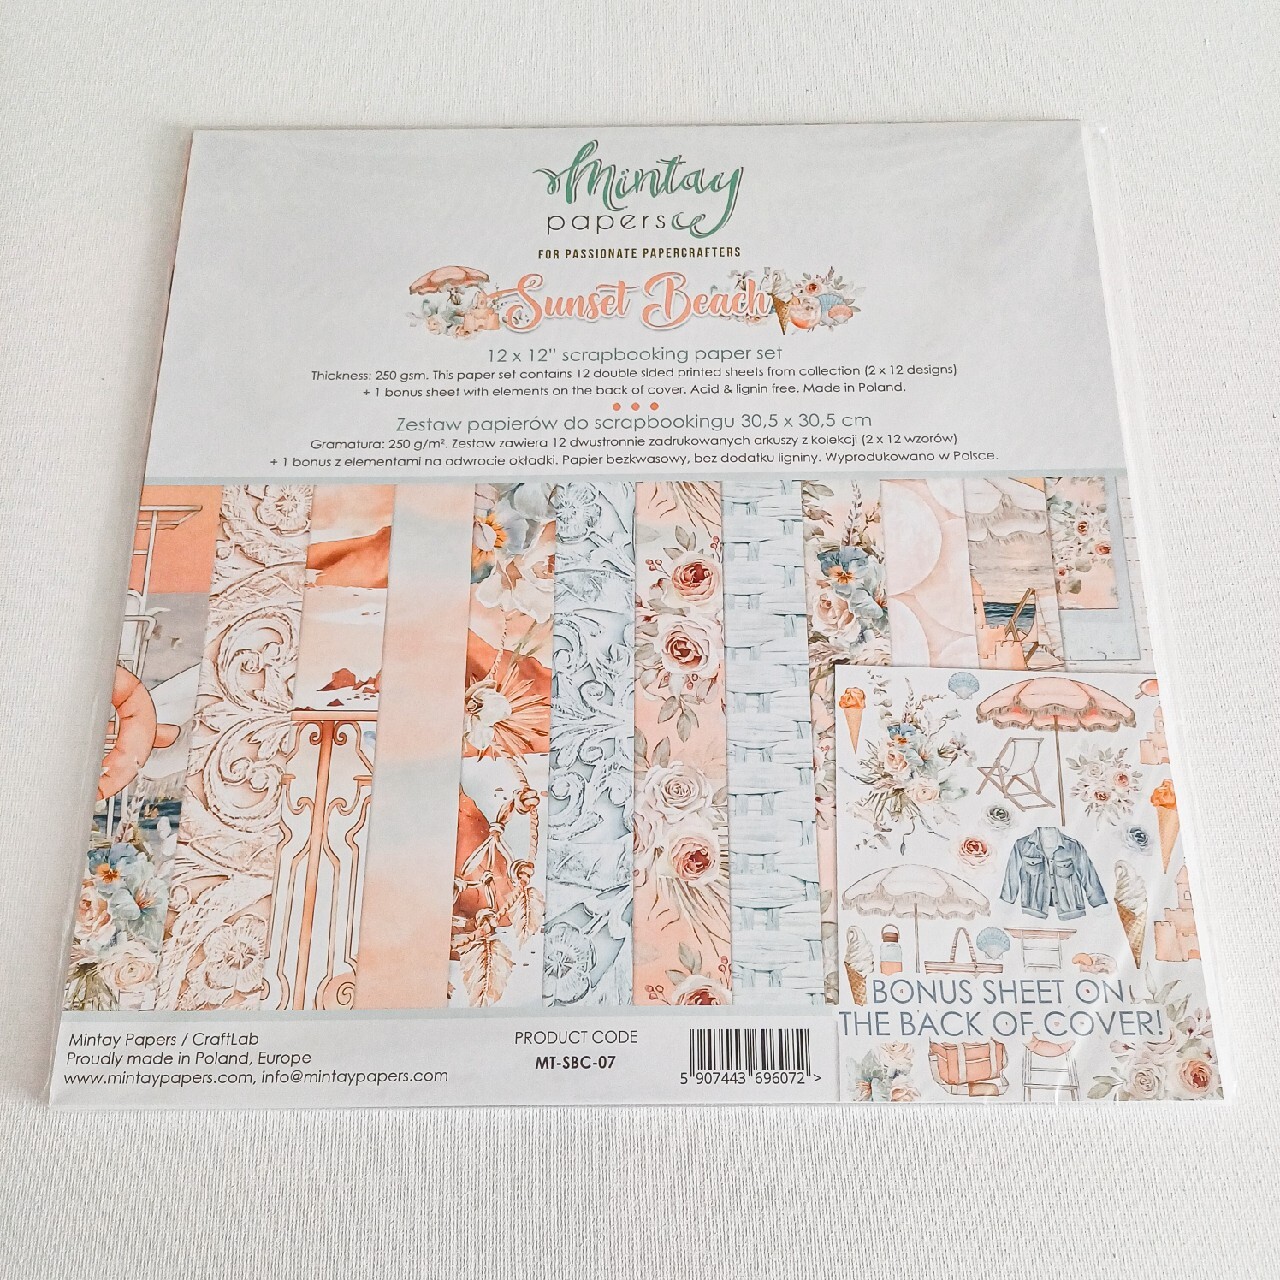 Mintay
papers
FOR PASSIONATE PAPERCRAFTERS
Sunset Beach
12 x 12" scrapbooking paper set
Thickness: 250 gsm. This paper set contains 12 double sided printed sheets from collection (2 x 12 designs)
+ 1 bonus sheet with elements on the back of cover. Acid & lignin free. Made in Poland.
Zestaw papierów do scrapbookingu 30,5 x 30,5 cm
Gramatura: 250 g/m². Zestaw zawiera 12 dwustronnie zadrukowanych arkuszy z kolekcji (2 x 12 wzorów)
+ 1 bonus z elementami na odwrocie okładki. Papier bezkwasowy, bez dodatku ligniny. Wyprodukowano w Polsce.
BONUS SHEET ON
THE BACK OF COVER!
Mintay Papers / CraftLab
Proudly made in Poland, Europe
www.mintaypapers.com, info@mintaypapers.com
PRODUCT CODE
MT-SBC-07
5 907443 696072 >